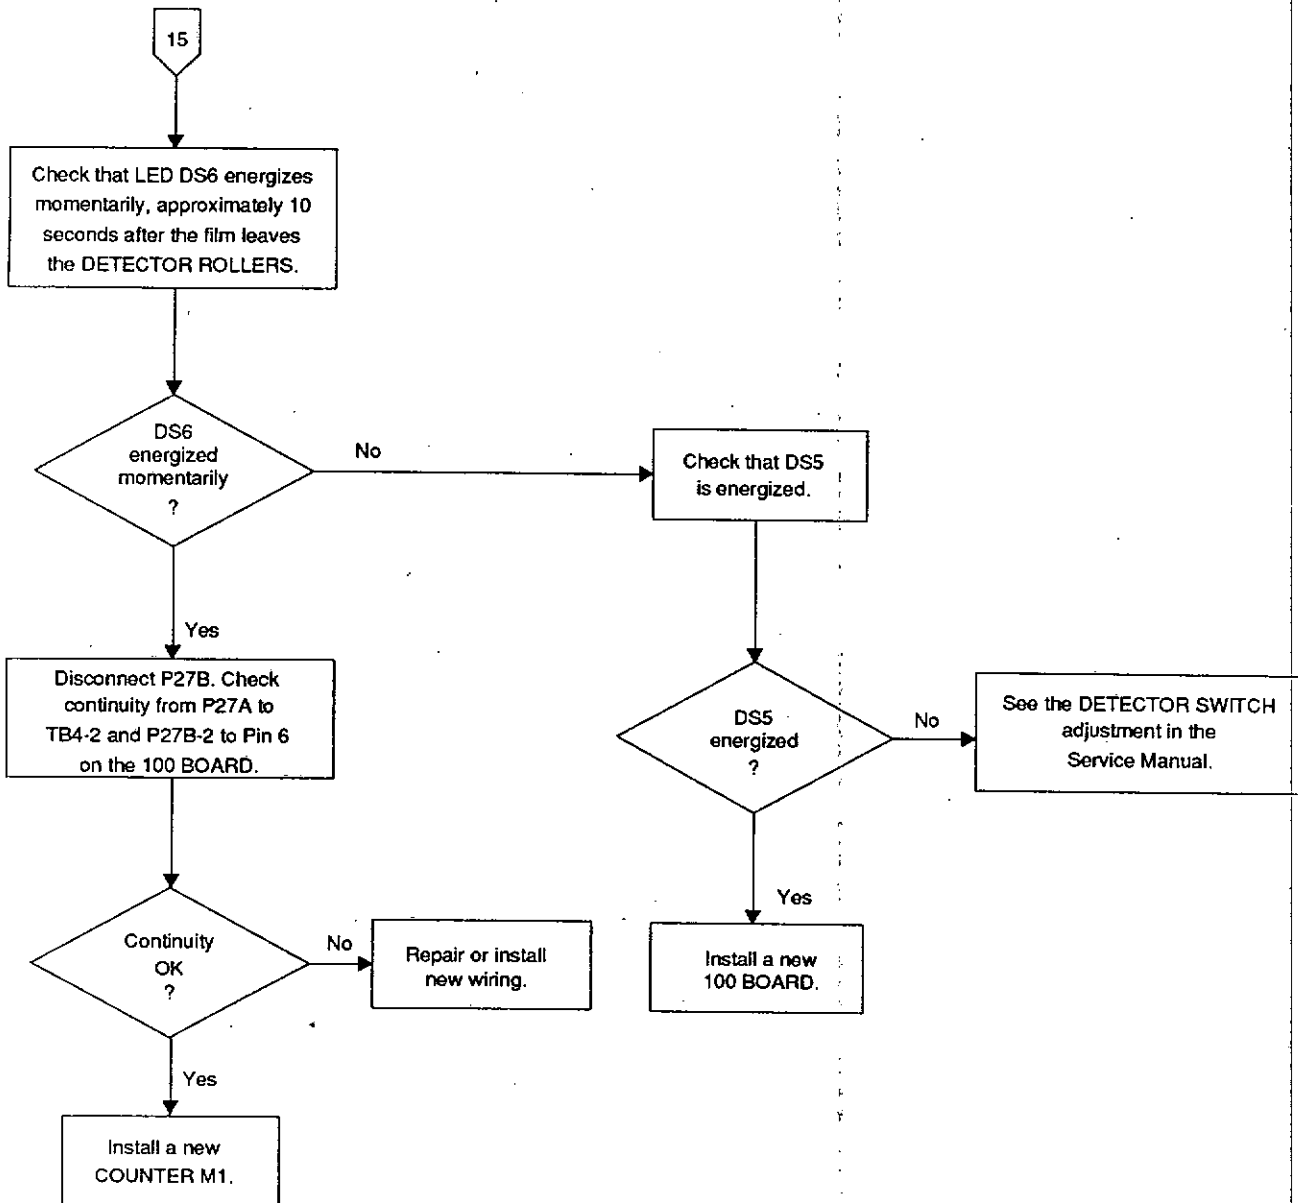 15
Check that LED DS6 energizes
momentarily, approximately 10
seconds after the film leaves
the DETECTOR ROLLERS.
DS6
energized
momentarily
?
No
Check that DS5
is energized.
Yes
Disconnect P27B. Check
continuity from P27A to
TB4-2 and P27B-2 to Pin 6
on the 100 BOARD.
DS5
energized
?
No
See the DETECTOR SWITCH
adjustment in the
Service Manual.
Yes
Install a new
100 BOARD.
Continuity
OK
?
No
Repair or install
new wiring.
Yes
Install a new
COUNTER M1.